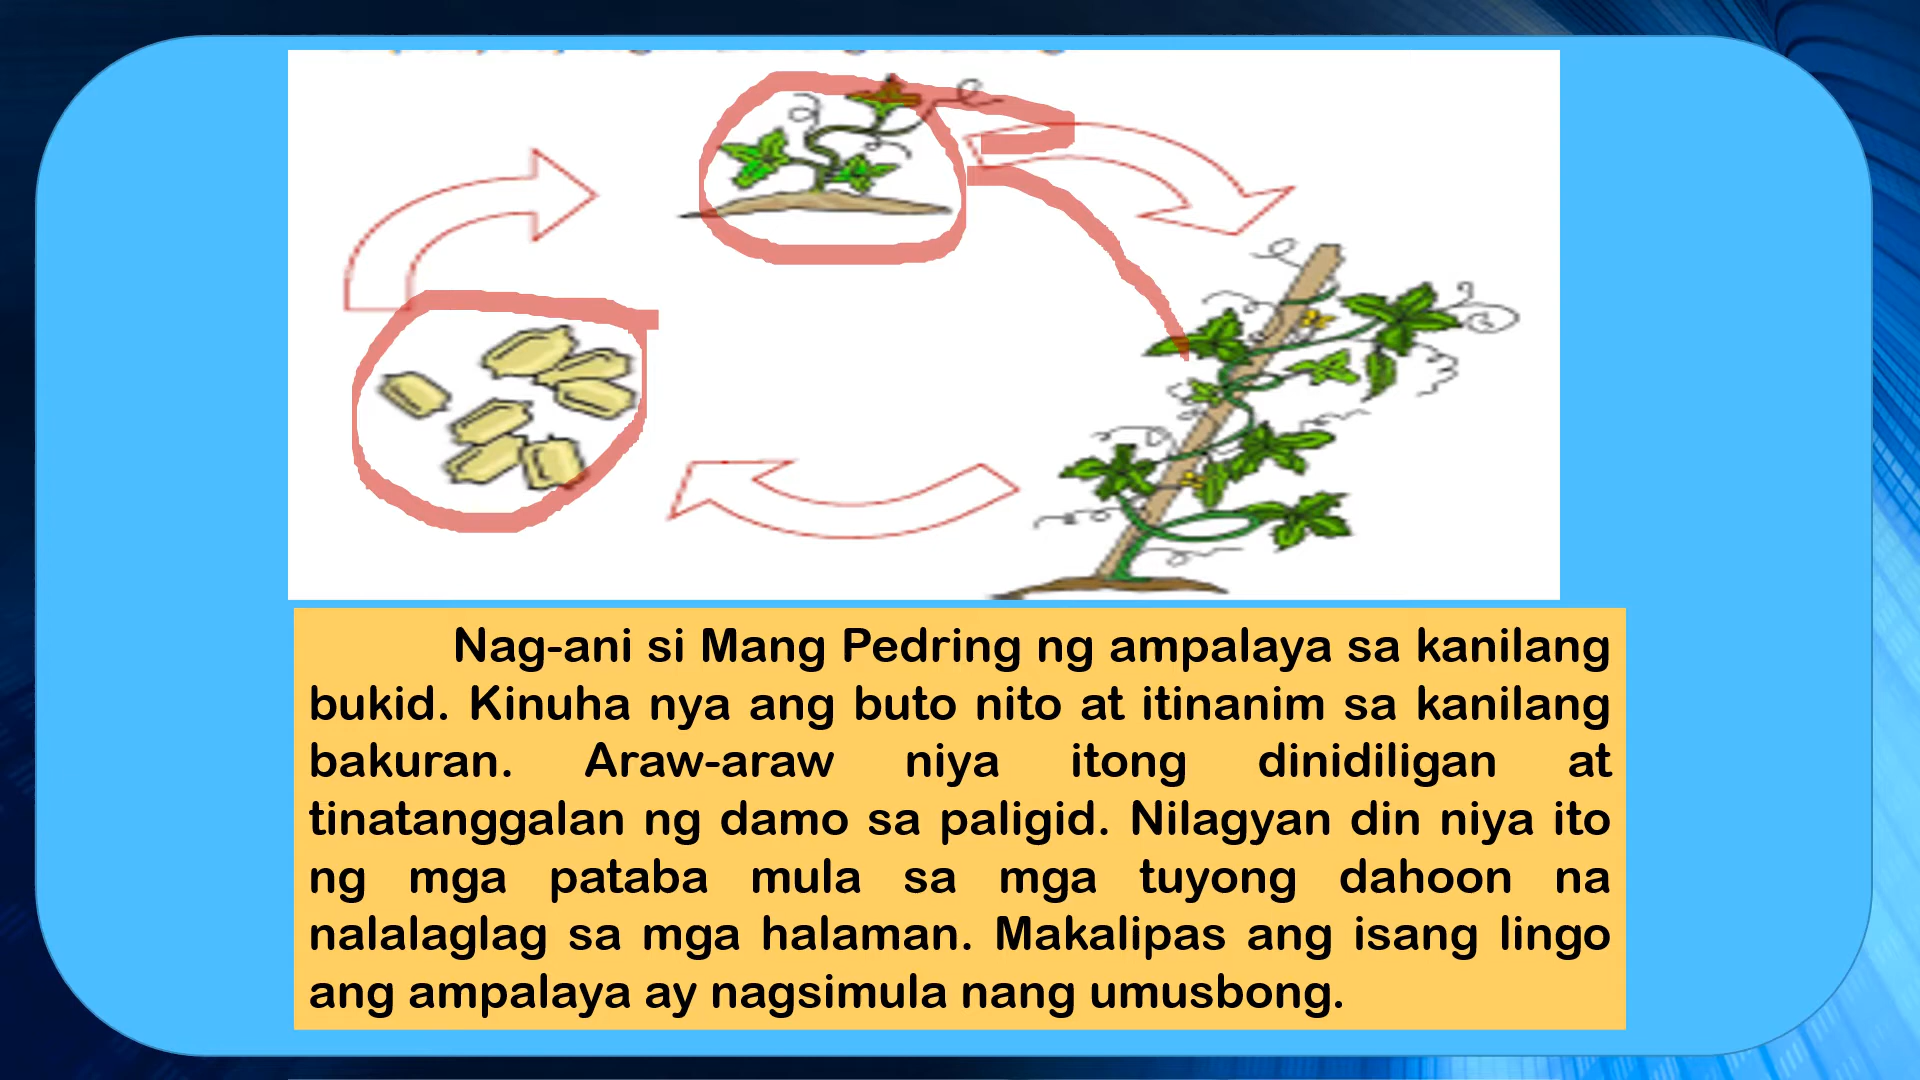 Nag-ani si Mang Pedring ng ampalaya sa kanilang
bukid. Kinuha nya ang buto nito at itinanim sa kanilang
bakuran. Araw-araw niya itong dinidiligan at
tinatanggalan ng damo sa paligid. Nilagyan din niya ito
ng mga pataba mula sa mga tuyong dahoon na
nalalaglag sa mga halaman. Makalipas ang isang lingo
ang ampalaya ay nagsimula nang umusbong.